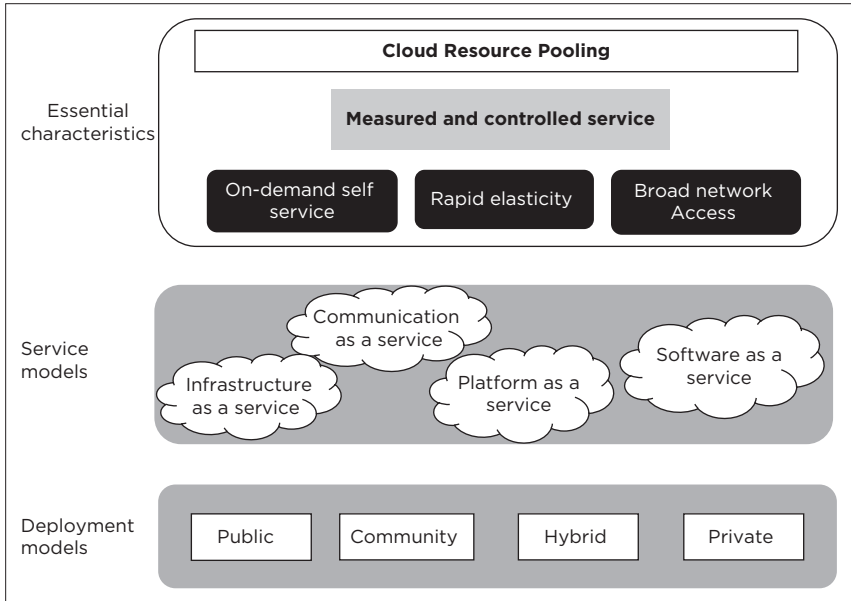 Cloud Resource Pooling
Essential
characteristics
Measured and controlled service
On-demand self
service
Rapid elasticity
Broad network
Access
Service
models
Communication
as a service
Infrastructure
as a service
Platform as a
service
Software as a
service
Deployment
models
Public
Community
Hybrid
Private